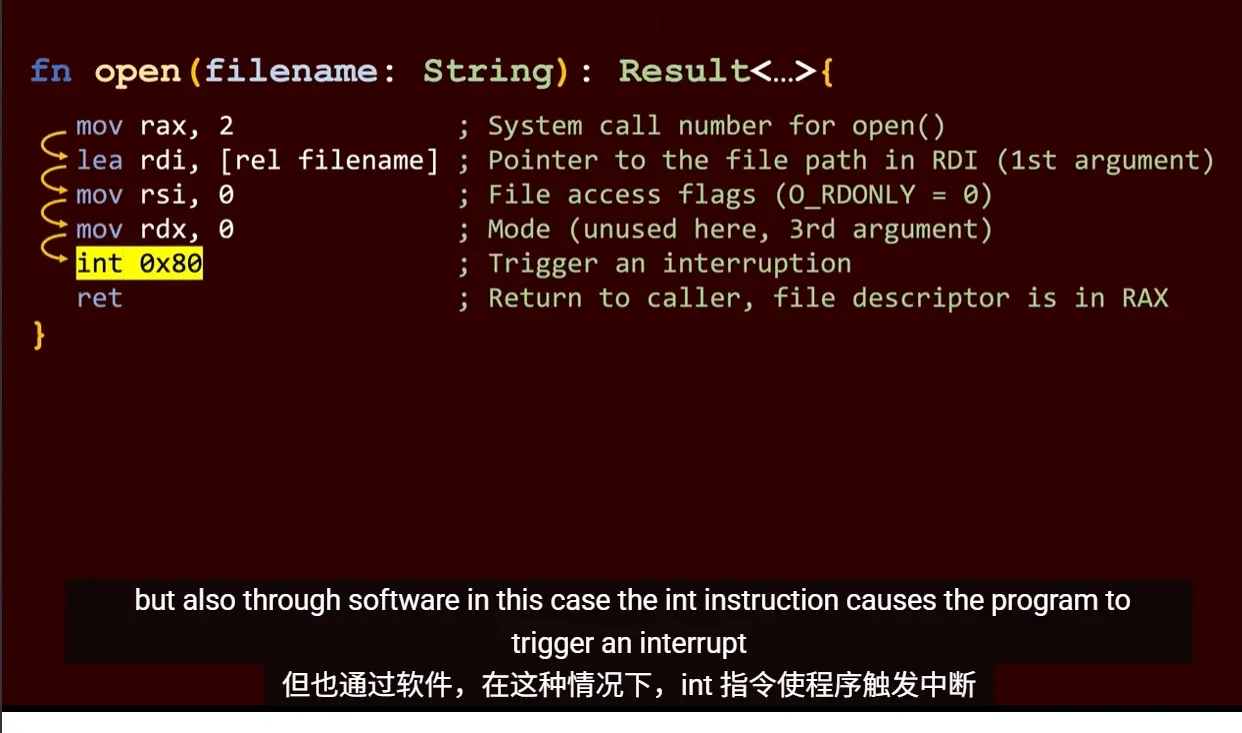 fn open(filename: String): Result<…>{
mov rax, 2 ; System call number for open()
lea rdi, [rel filename] ; Pointer to the file path in RDI (1st argument)
mov rsi, 0 ; File access flags (O_RDONLY = 0)
mov rdx, 0 ; Mode (unused here, 3rd argument)
int 0x80 ; Trigger an interruption
ret ; Return to caller, file descriptor is in RAX
}
but also through software in this case the int instruction causes the program to
trigger an interrupt
但也通过软件，在这种情况下，int 指令使程序触发中断